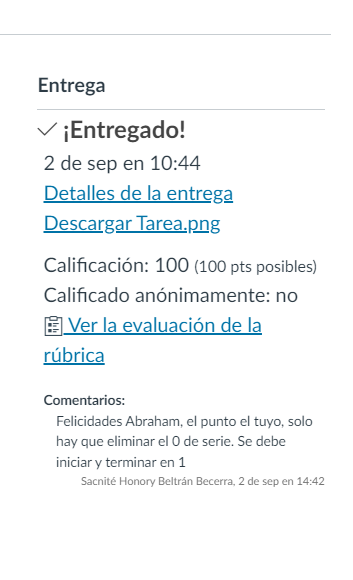 Entrega
¡Entregado!
2 de sep en 10:44
Detalles de la entrega
Descargar Tarea.png
Calificación: 100 (100 pts posibles)
Calificado anónimamente: no
Ver la evaluación de la
rúbrica
Comentarios:
Felicidades Abraham, el punto el tuyo, solo
hay que eliminar el 0 de serie. Se debe
iniciar y terminar en 1
Sacnité Honory Beltrán Becerra, 2 de sep en 14:42